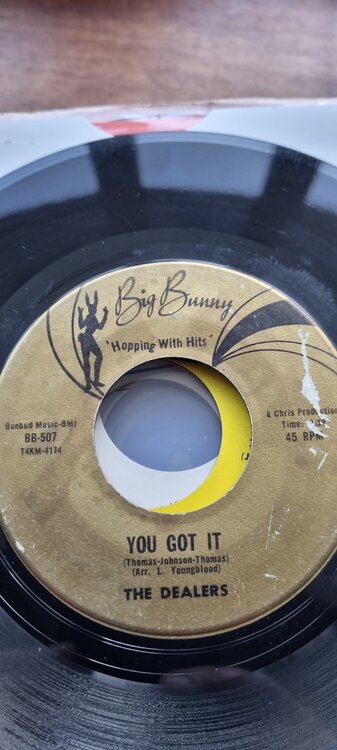 Big Bunny
'Hopping With Hits'
Bunbud Music-BMI
BB-507
T4KM-4174
& Chris Production
Time:
45 RPM
YOU GOT IT
(Thomas-Johnson-Thomas)
(Arr. L. Youngblood)
THE DEALERS